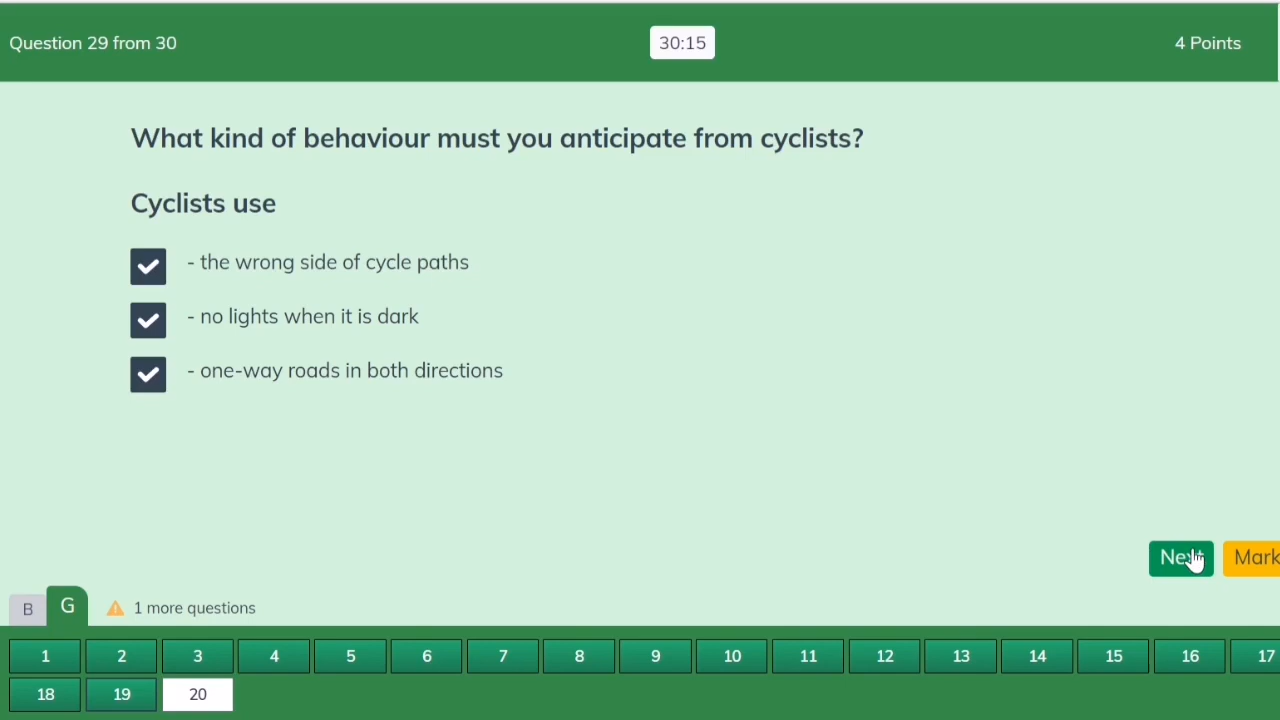 Question 29 from 30 30:15 4 Points
What kind of behaviour must you anticipate from cyclists?
Cyclists use
- the wrong side of cycle paths
- no lights when it is dark
- one-way roads in both directions
Next Mark
B G 1 more questions
1 2 3 4 5 6 7 8 9 10 11 12 13 14 15 16 17
18 19 20